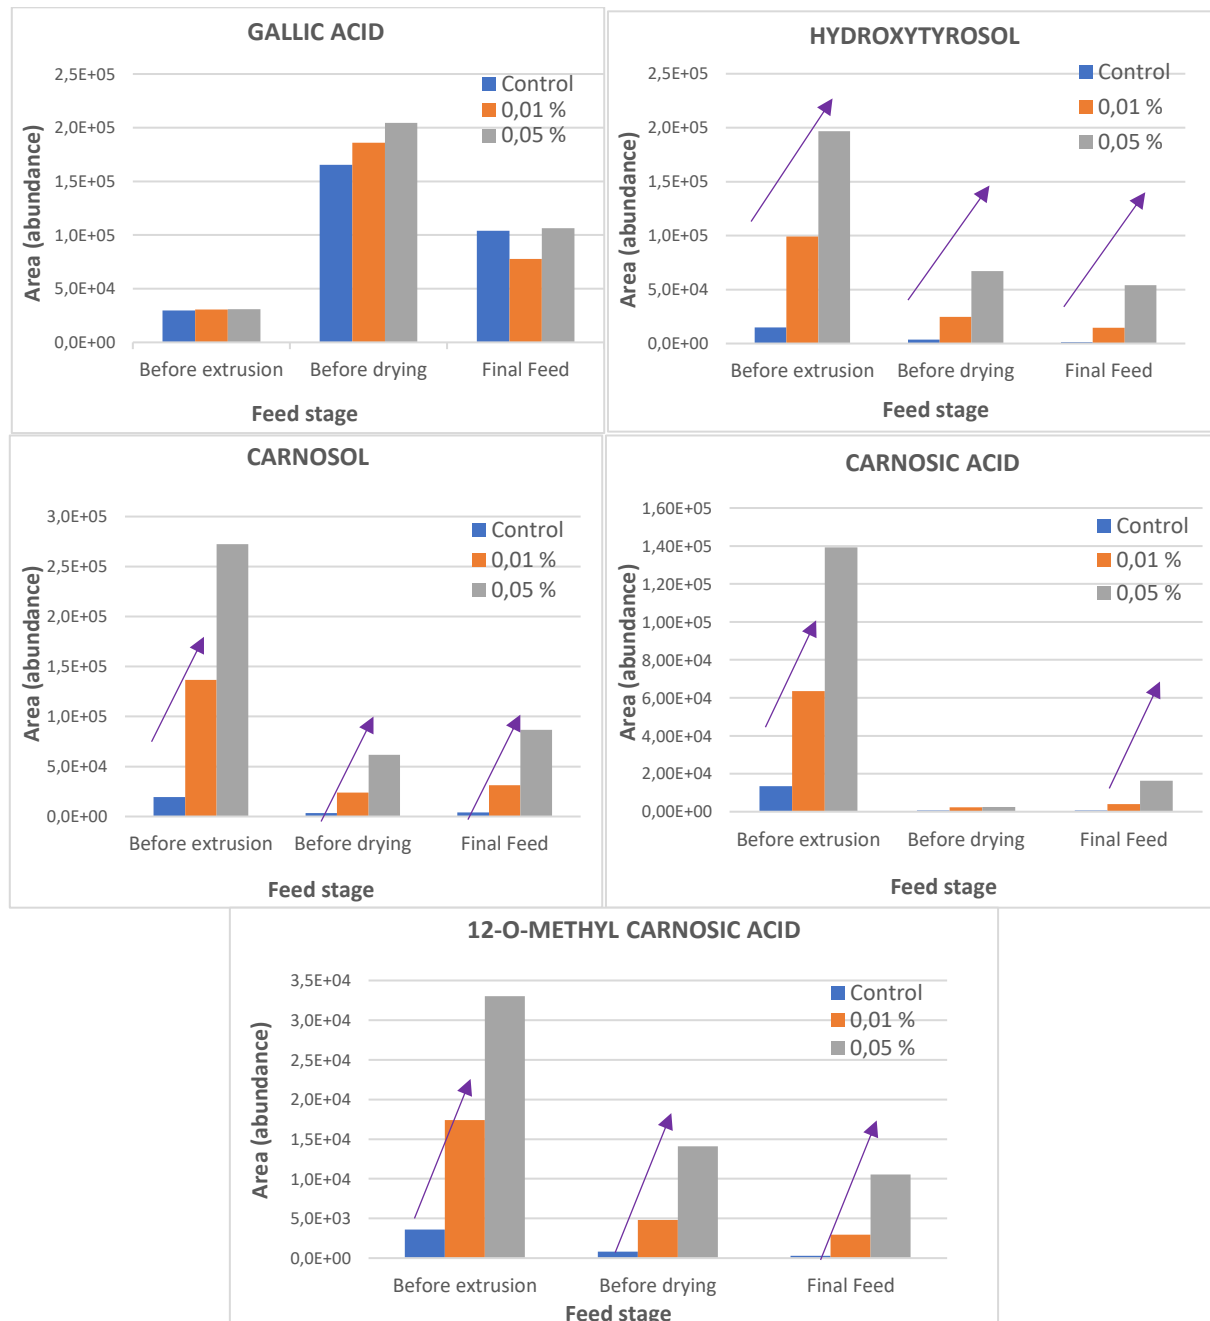 GALLIC ACID
2,5E+05
2,0E+05
1,5E+05
1,0E+05
5,0E+04
0,0E+00
Area (abundance)
Control
0,01 %
0,05 %
Before extrusion Before drying Final Feed
Feed stage
HYDROXYTYROSOL
2,5E+05
2,0E+05
1,5E+05
1,0E+05
5,0E+04
0,0E+00
Area (abundance)
Control
0,01 %
0,05 %
Before extrusion Before drying Final Feed
Feed stage
CARNOSOL
3,0E+05
2,5E+05
2,0E+05
1,5E+05
1,0E+05
5,0E+04
0,0E+00
Area (abundance)
Control
0,01 %
0,05 %
Before extrusion Before drying Final Feed
Feed stage
CARNOSIC ACID
1,60E+05
1,40E+05
1,20E+05
1,00E+05
8,00E+04
6,00E+04
4,00E+04
2,00E+04
0,00E+00
Area (abundance)
Control
0,01 %
0,05 %
Before extrusion Before drying Final Feed
Feed stage
12-O-METHYL CARNOSIC ACID
3,5E+04
3,0E+04
2,5E+04
2,0E+04
1,5E+04
1,0E+04
5,0E+03
0,0E+00
Area (abundance)
Control
0,01 %
0,05 %
Before extrusion Before drying Final Feed
Feed stage